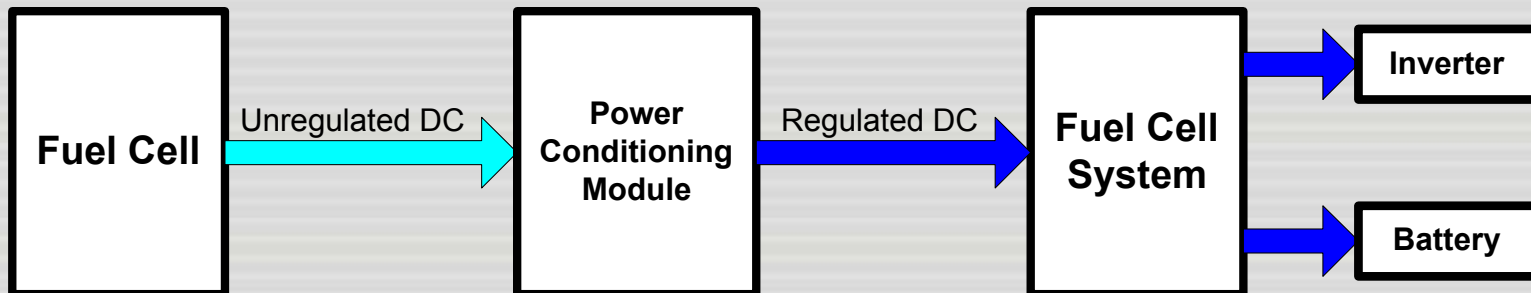 Fuel Cell
Unregulated DC
Power
Conditioning
Module
Regulated DC
Fuel Cell
System
Inverter
Battery